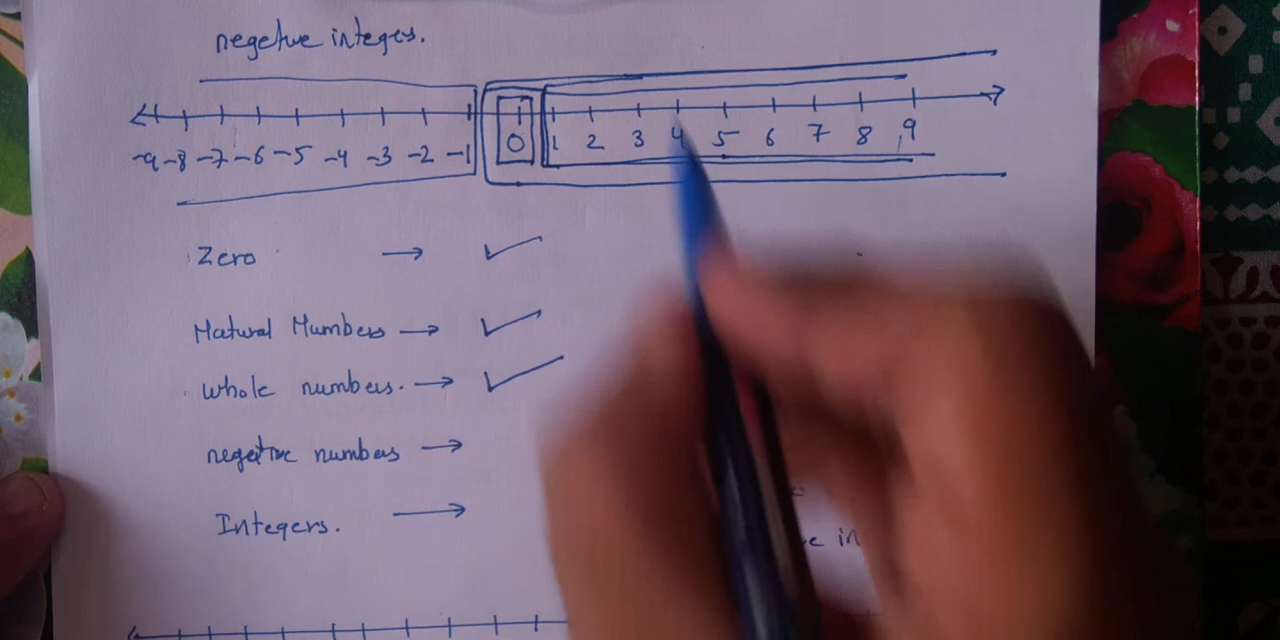 negetive integers.
-9 -8 -7 -6 -5 -4 -3 -2 -1 0 1 2 3 4 5 6 7 8 9
Zero →
Natural Numbers →
Whole numbers. →
negative numbers →
Integers. →